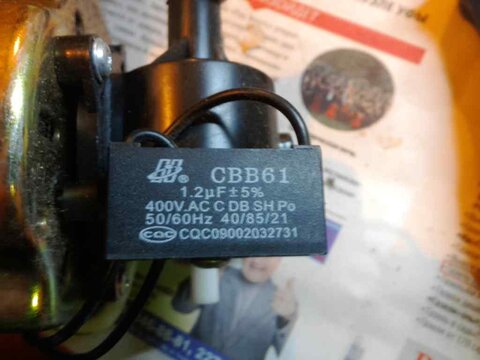 CBB61
1.2µF±5%
400V.AC C DB SH Po
50/60Hz 40/85/21
CQC CQC09002032731